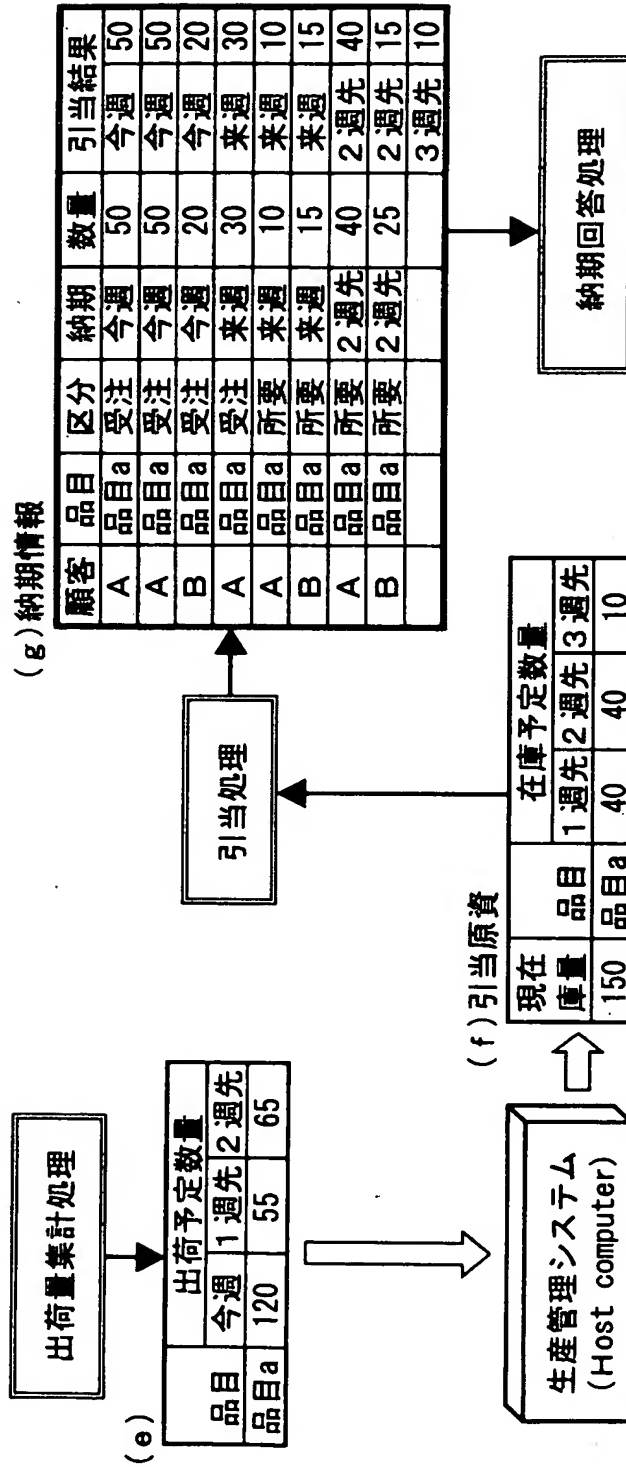 出荷量集計処理
(e)
品目 出荷予定数量
今週 1週先 2週先
品目a 120 55 65
生産管理システム
(Host computer)
(f)引当原資
現在庫量 品目 在庫予定数量
1週先 2週先 3週先
150 品目a 40 40 10
引当処理
(g)納期情報
顧客 品目 区分 納期 数量 引当結果
A 品目a 受注 今週 50 今週 50
A 品目a 受注 今週 50 今週 50
B 品目a 受注 今週 20 今週 20
A 品目a 受注 来週 30 来週 30
A 品目a 所要 来週 10 来週 10
B 品目a 所要 来週 15 来週 15
A 品目a 所要 2週先 40 2週先 40
B 品目a 所要 2週先 25 2週先 15
3週先 10
納期回答処理